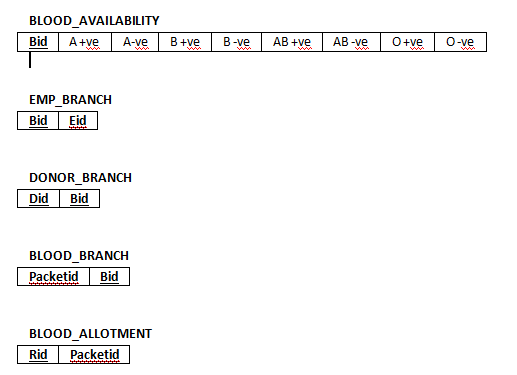 BLOOD_AVAILABILITY
Bid A +ve A-ve B +ve B -ve AB +ve AB -ve O +ve O -ve
EMP_BRANCH
Bid Eid
DONOR_BRANCH
Did Bid
BLOOD_BRANCH
Packetid Bid
BLOOD_ALLOTMENT
Rid Packetid